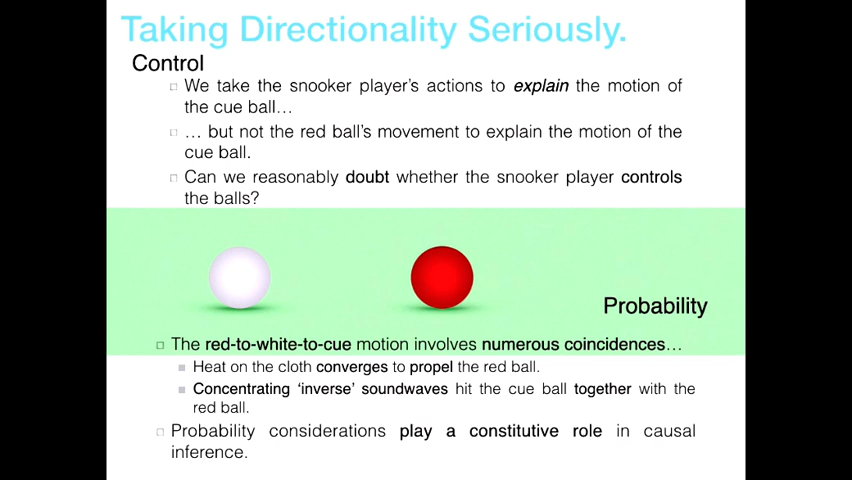 Taking Directionality Seriously.
Control
We take the snooker player's actions to explain the motion of
the cue ball…
… but not the red ball's movement to explain the motion of the
cue ball.
Can we reasonably doubt whether the snooker player controls
the balls?
Probability
The red-to-white-to-cue motion involves numerous coincidences…
Heat on the cloth converges to propel the red ball.
Concentrating 'inverse' soundwaves hit the cue ball together with the
red ball.
Probability considerations play a constitutive role in causal
inference.